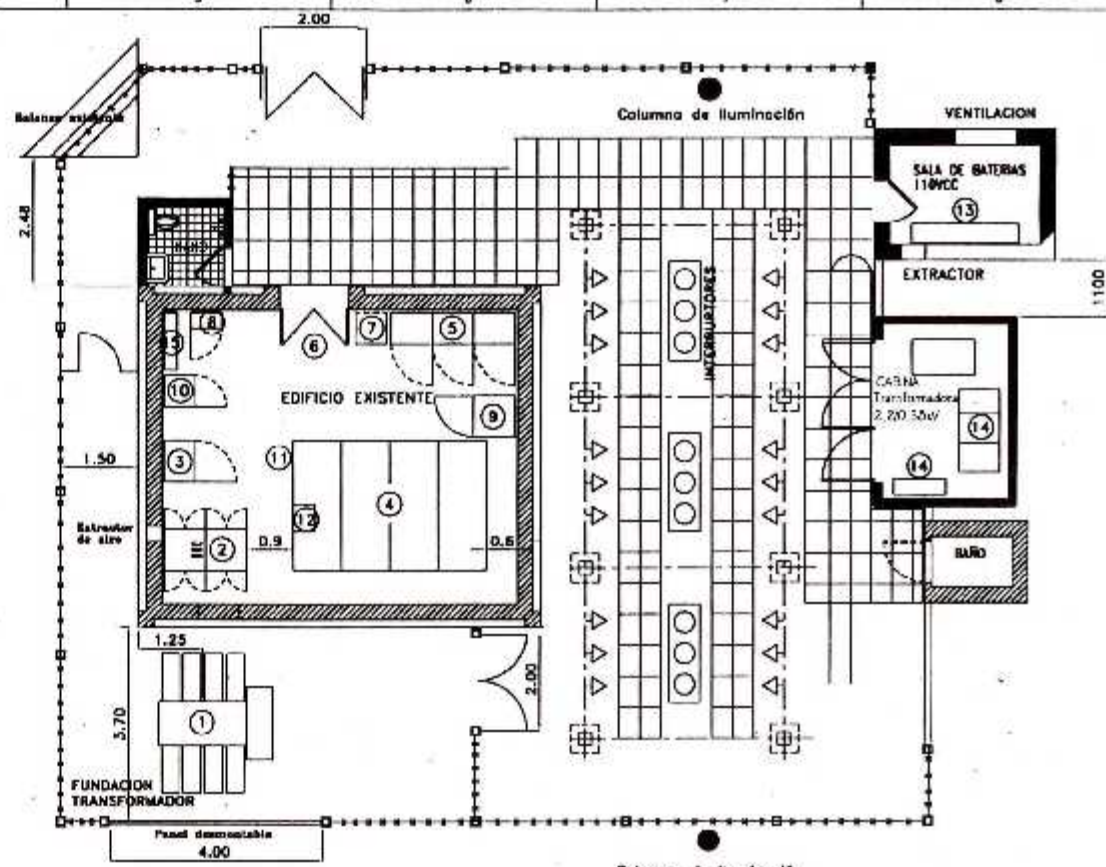 2.00
Columna de iluminación
VENTILACION
SALA DE BATERIAS
110VCC
13
2.48
EXTRACTOR
1100
INTERRUPTORES
15
8
7
5
6
10
EDIFICIO EXISTENTE
9
CABINA
Transformadora
14
14
3
11
4
12
1.50
Extractor
de aire
2
0.9
0.6
BAÑO
1.25
2.00
3.70
1
FUNDACION
TRANSFORMADOR
Panel desmontable
4.00